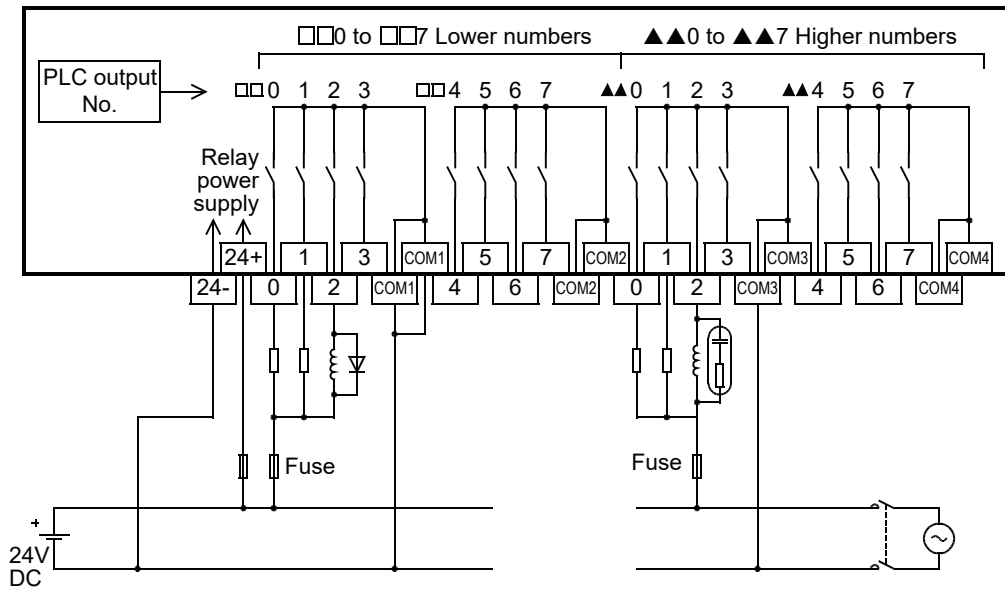 □□0 to □□7 Lower numbers ▲▲0 to ▲▲7 Higher numbers
PLC output
No.
□□0 1 2 3 □□4 5 6 7 ▲▲0 1 2 3 ▲▲4 5 6 7
Relay
power
supply
24+ 1 3 COM1 5 7 COM2 1 3 COM3 5 7 COM4
24- 0 2 COM1 4 6 COM2 0 2 COM3 4 6 COM4
Fuse Fuse
+
24V
DC